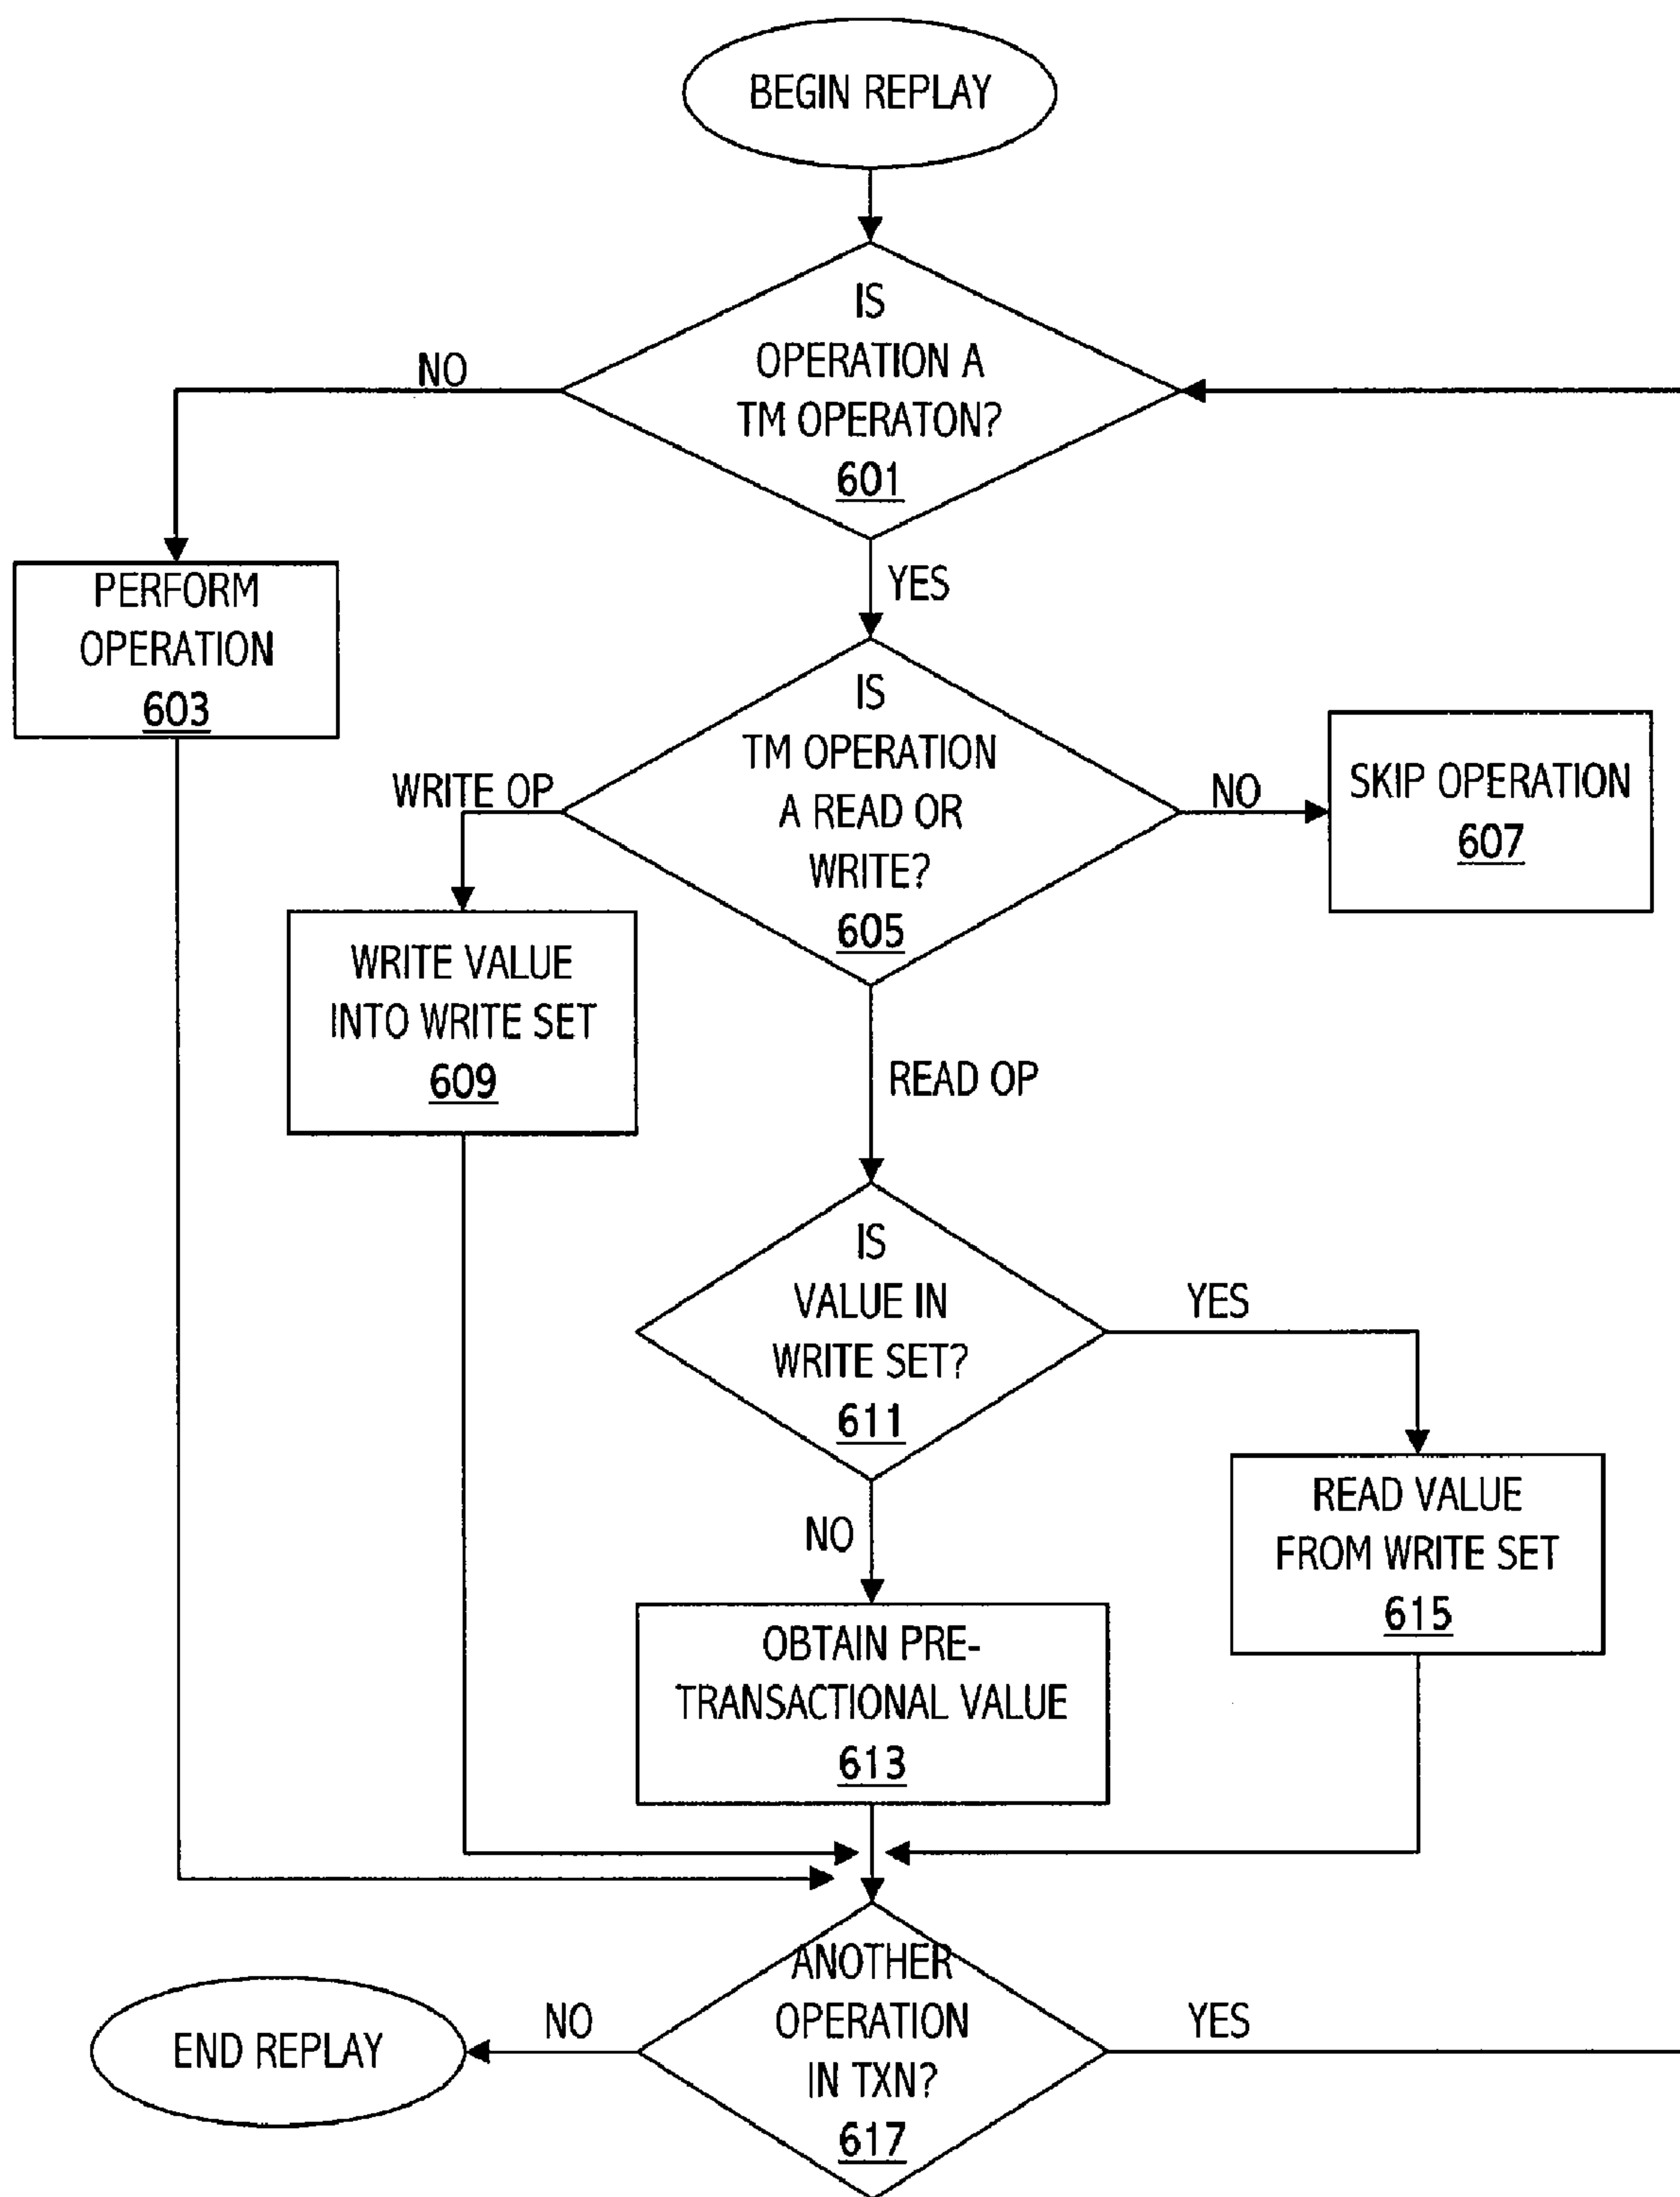 BEGIN REPLAY
IS
OPERATION A
TM OPERATON?
601
NO
YES
PERFORM
OPERATION
603
IS
TM OPERATION
A READ OR
WRITE?
605
WRITE OP
NO
SKIP OPERATION
607
WRITE VALUE
INTO WRITE SET
609
READ OP
IS
VALUE IN
WRITE SET?
611
YES
NO
READ VALUE
FROM WRITE SET
615
OBTAIN PRE-
TRANSACTIONAL VALUE
613
ANOTHER
OPERATION
IN TXN?
617
NO
YES
END REPLAY